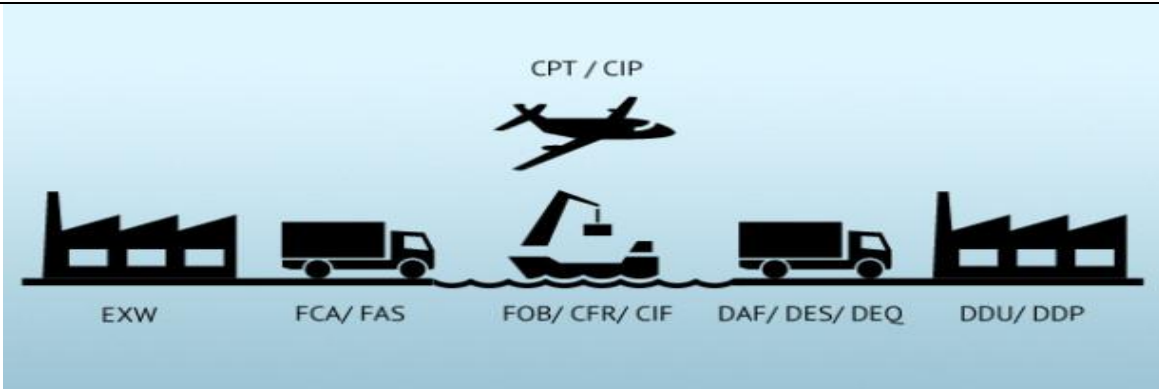 CPT / CIP
EXW
FCA/ FAS
FOB/ CFR/ CIF
DAF/ DES/ DEQ
DDU/ DDP